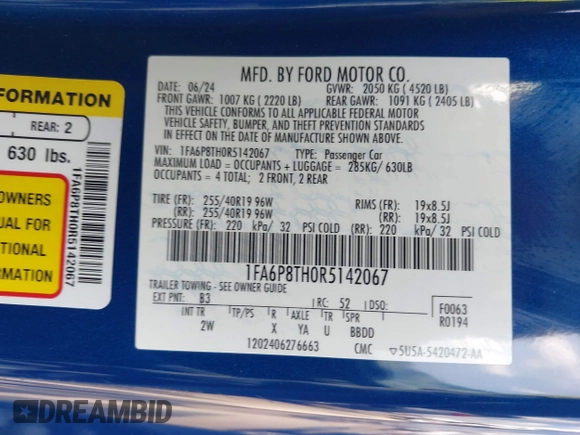 FORMATION
REAR: 2
630 lbs.
OWNERS
UAL FOR
TIONAL
RMATION
1FA6P8TH0R5142067
MFD. BY FORD MOTOR CO.
DATE: 06/24 GVWR: 2050 KG (4520 LB)
FRONT GAWR: 1007 KG (2220 LB) REAR GAWR: 1091 KG (2405 LB)
THIS VEHICLE CONFORMS TO ALL APPLICABLE FEDERAL MOTOR
VEHICLE SAFETY, BUMPER, AND THEFT PREVENTION STANDARDS
IN EFFECT ON THE DATE OF MANUFACTURE SHOWN ABOVE.
VIN: 1FA6P8TH0R5142067 TYPE: Passenger Car
MAXIMUM LOAD = OCCUPANTS + LUGGAGE = 285KG/ 630LB
OCCUPANTS = 4 TOTAL; 2 FRONT, 2 REAR
TIRE (FR): 255/40R19 96W RIMS (FR): 19x8.5J
(RR): 255/40R19 96W (RR): 19x8.5J
PRESSURE (FR): 220 kPa/ 32 PSI COLD (RR): 220 kPa/ 32 PSI COLD
1FA6P8TH0R5142067
TRAILER TOWING - SEE OWNER GUIDE
EXT PNT: B3 RC: 52 DSO: F0063
INT TR TP/PS R AXLE TR SPR R0194
2W X YA U BBDD
1202406276663 CMC 5U5A-5420472-AA
DREAMBID